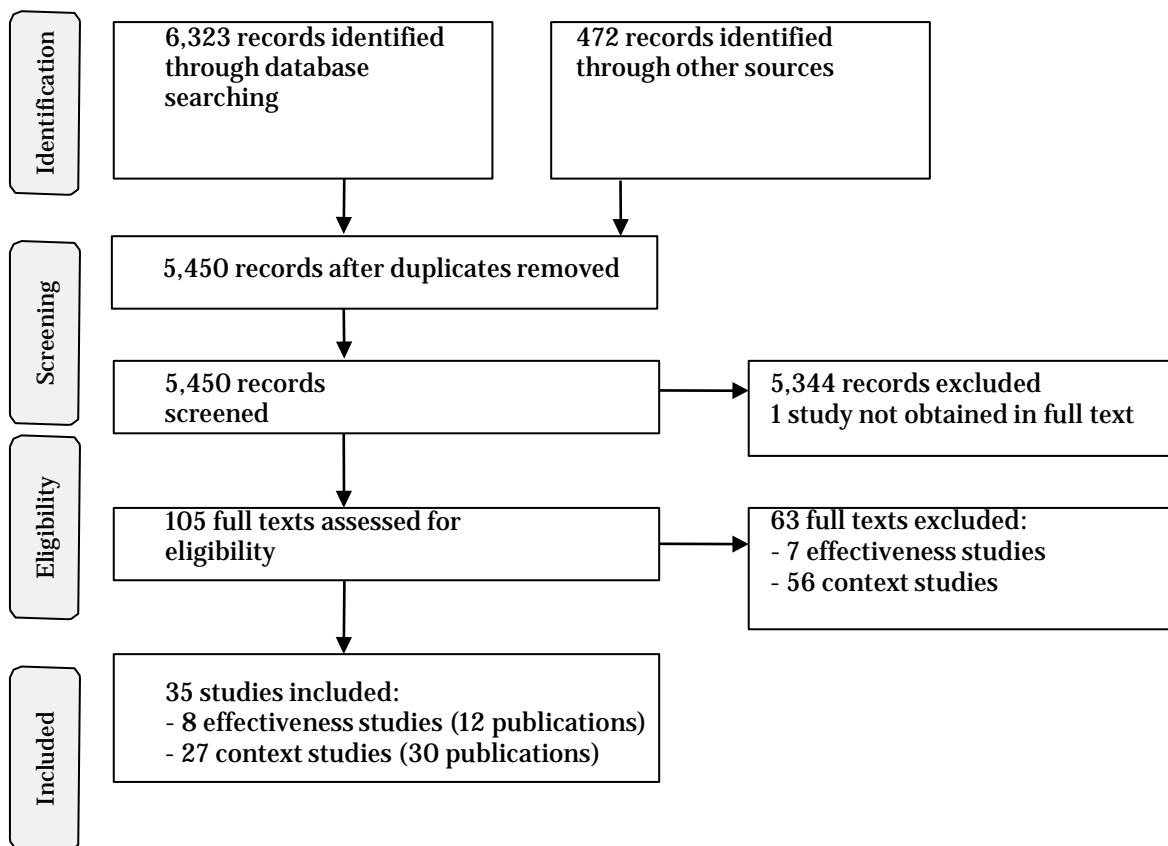 Identification
6,323 records identified
through database
searching
472 records identified
through other sources
Screening
5,450 records after duplicates removed
5,450 records
screened
5,344 records excluded
1 study not obtained in full text
Eligibility
105 full texts assessed for
eligibility
63 full texts excluded:
- 7 effectiveness studies
- 56 context studies
Included
35 studies included:
- 8 effectiveness studies (12 publications)
- 27 context studies (30 publications)